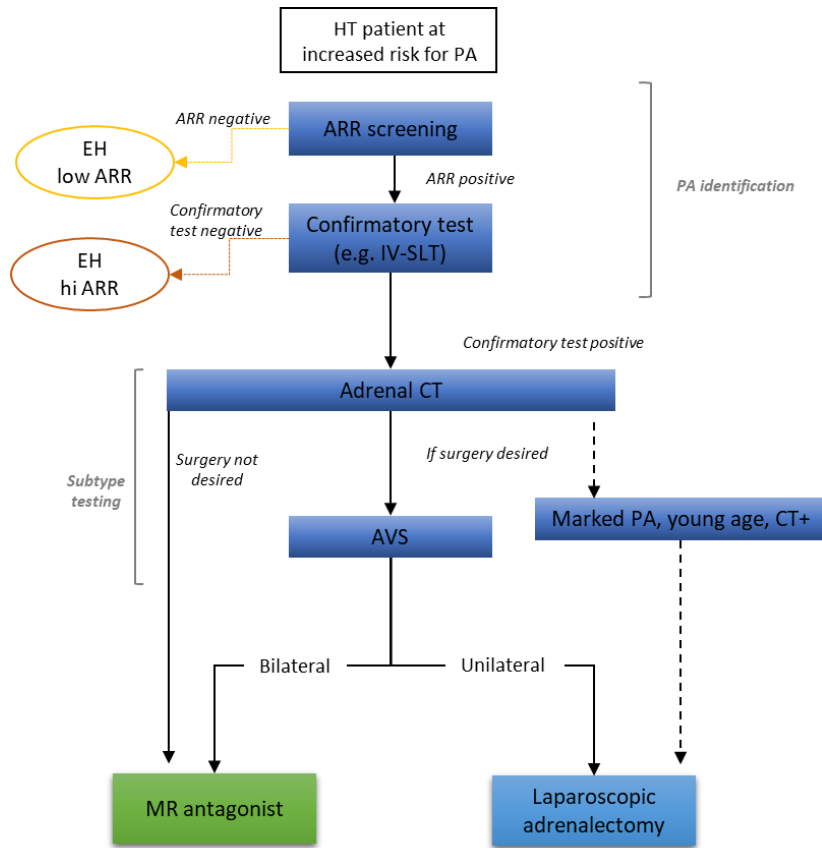 HT patient at
increased risk for PA
ARR negative
ARR screening
EH
low ARR
ARR positive
PA identification
Confirmatory
test negative
Confirmatory test
(e.g. IV-SLT)
EH
hi ARR
Confirmatory test positive
Adrenal CT
Surgery not
desired
If surgery desired
Subtype
testing
Marked PA, young age, CT+
AVS
Bilateral
Unilateral
MR antagonist
Laparoscopic
adrenalectomy